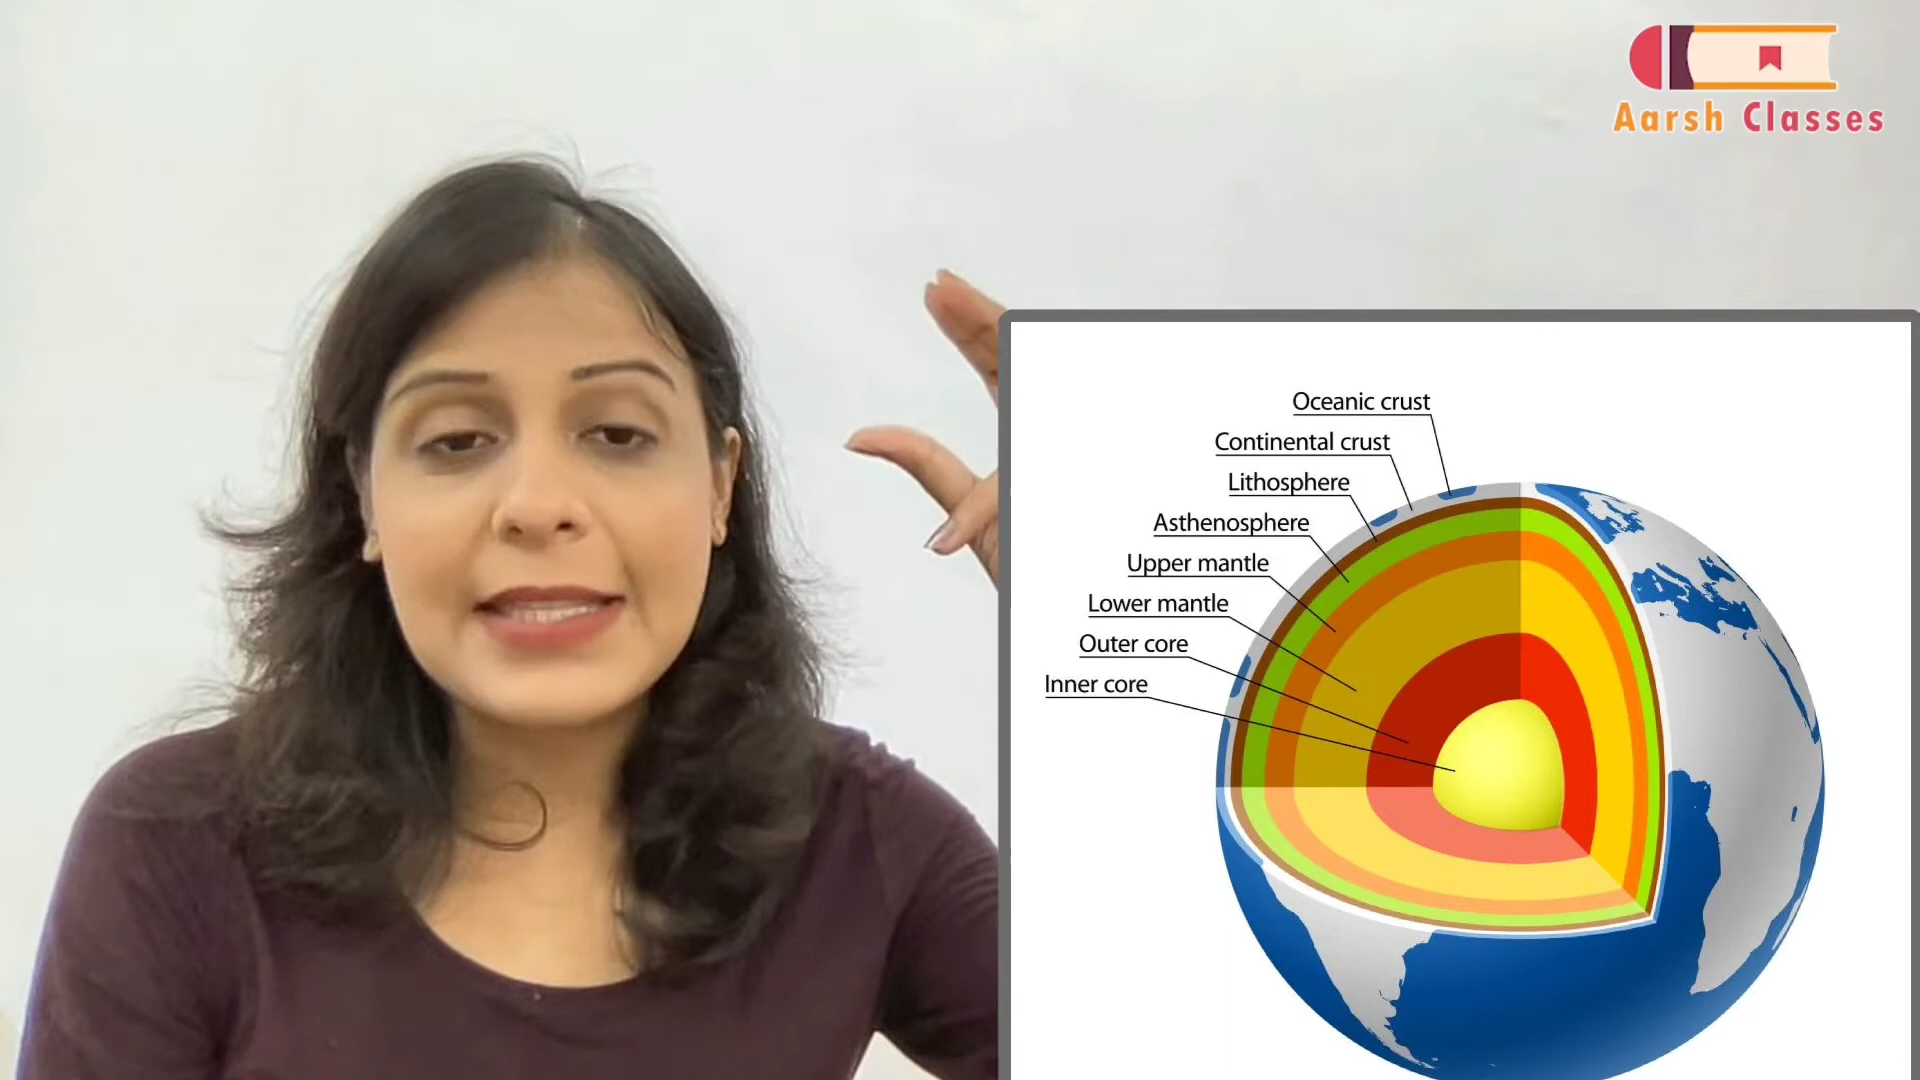 Aarsh Classes
Oceanic crust
Continental crust
Lithosphere
Asthenosphere
Upper mantle
Lower mantle
Outer core
Inner core